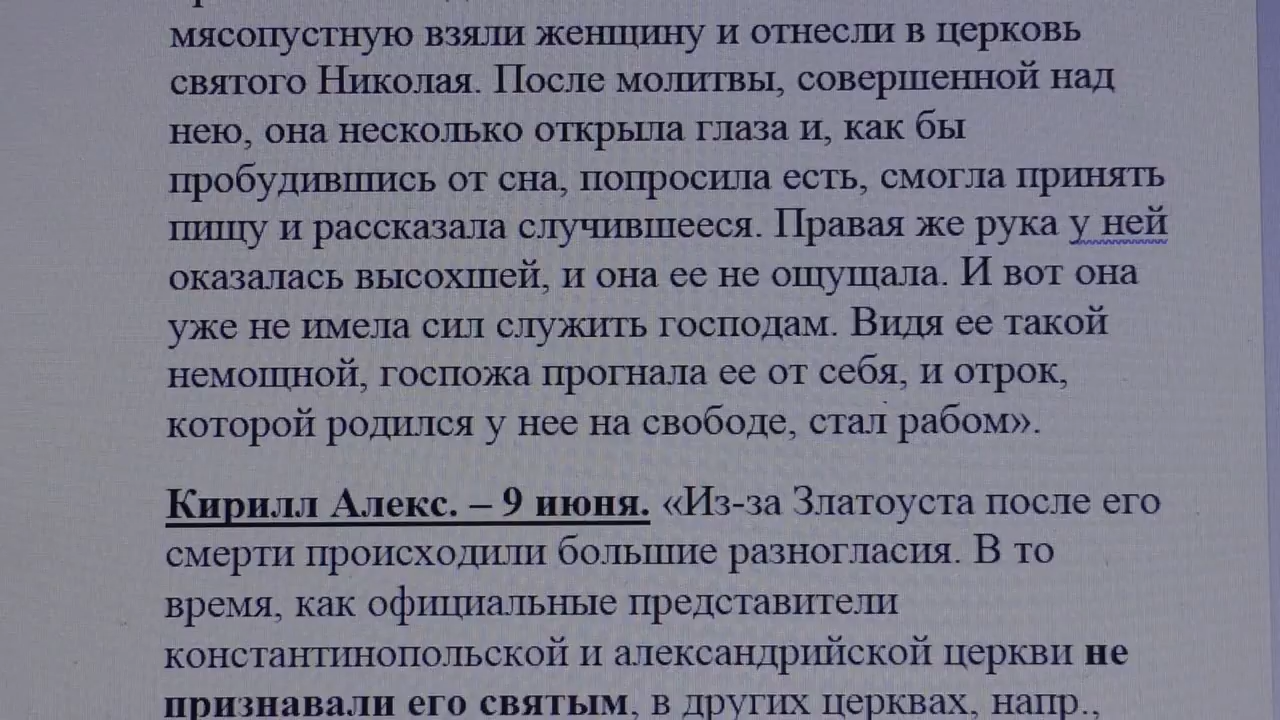 мясопустную взяли женщину и отнесли в церковь
святого Николая. После молитвы, совершенной над
нею, она несколько открыла глаза и, как бы
пробудившись от сна, попросила есть, смогла принять
пищу и рассказала случившееся. Правая же рука у ней
оказалась высохшей, и она ее не ощущала. И вот она
уже не имела сил служить господам. Видя ее такой
немощной, госпожа прогнала ее от себя, и отрок,
которой родился у нее на свободе, стал рабом».
Кирилл Алекс. – 9 июня. «Из-за Златоуста после его
смерти происходили большие разногласия. В то
время, как официальные представители
константинопольской и александрийской церкви не
признавали его святым, в других церквах, напр.,